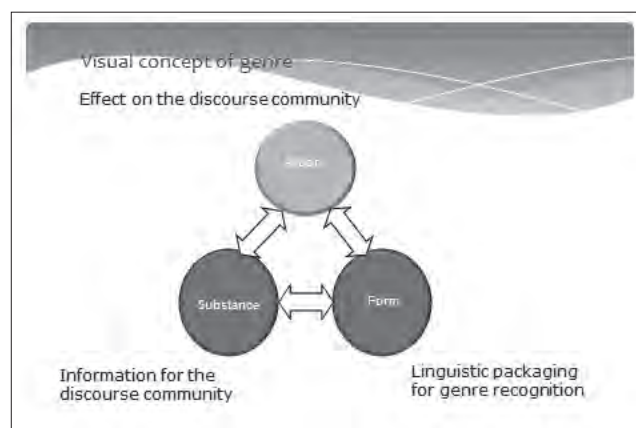 Visual concept of genre
Effect on the discourse community
Substance
Form
Information for the
discourse community
Linguistic packaging
for genre recognition